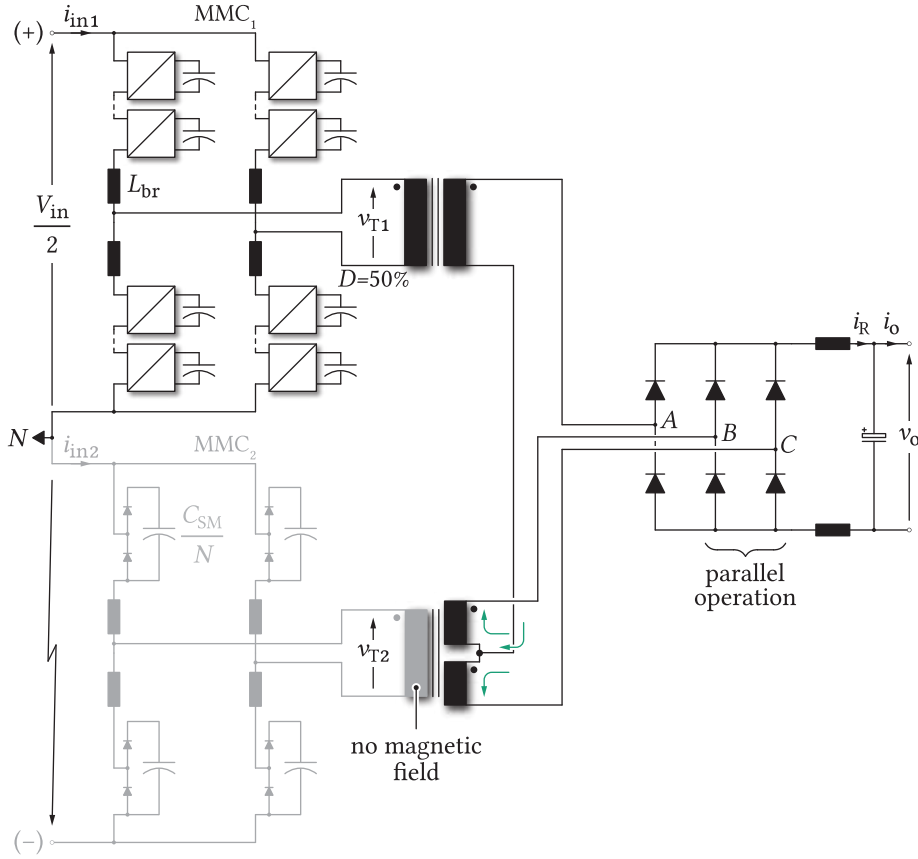 (+)
i_in1
MMC_1
L_br
V_in/2
v_T1
D=50%
i_R
i_o
A
B
C
+
v_o
N
i_in2
MMC_2
C_SM/N
parallel
operation
v_T2
no magnetic
field
(−)